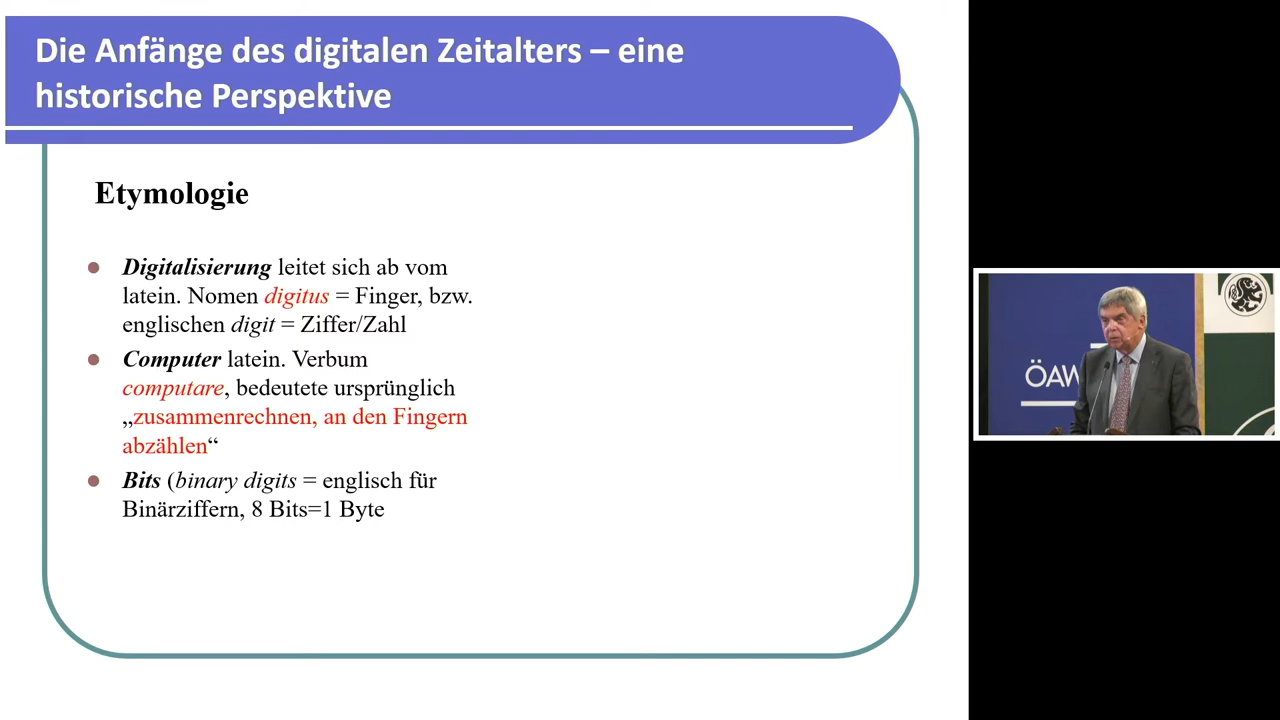 Die Anfänge des digitalen Zeitalters – eine
historische Perspektive
Etymologie
Digitalisierung leitet sich ab vom
latein. Nomen digitus = Finger, bzw.
englischen digit = Ziffer/Zahl
Computer latein. Verbum
computare, bedeutete ursprünglich
„zusammenrechnen, an den Fingern
abzählen“
Bits (binary digits = englisch für
Binärziffern, 8 Bits=1 Byte
ÖAW